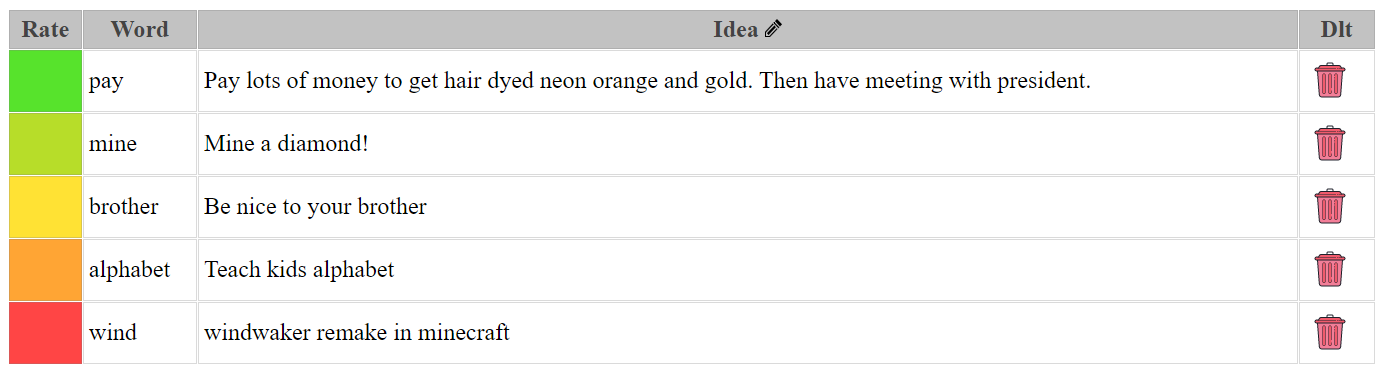 Rate Word Idea Dlt
pay Pay lots of money to get hair dyed neon orange and gold. Then have meeting with president.
mine Mine a diamond!
brother Be nice to your brother
alphabet Teach kids alphabet
wind windwaker remake in minecraft